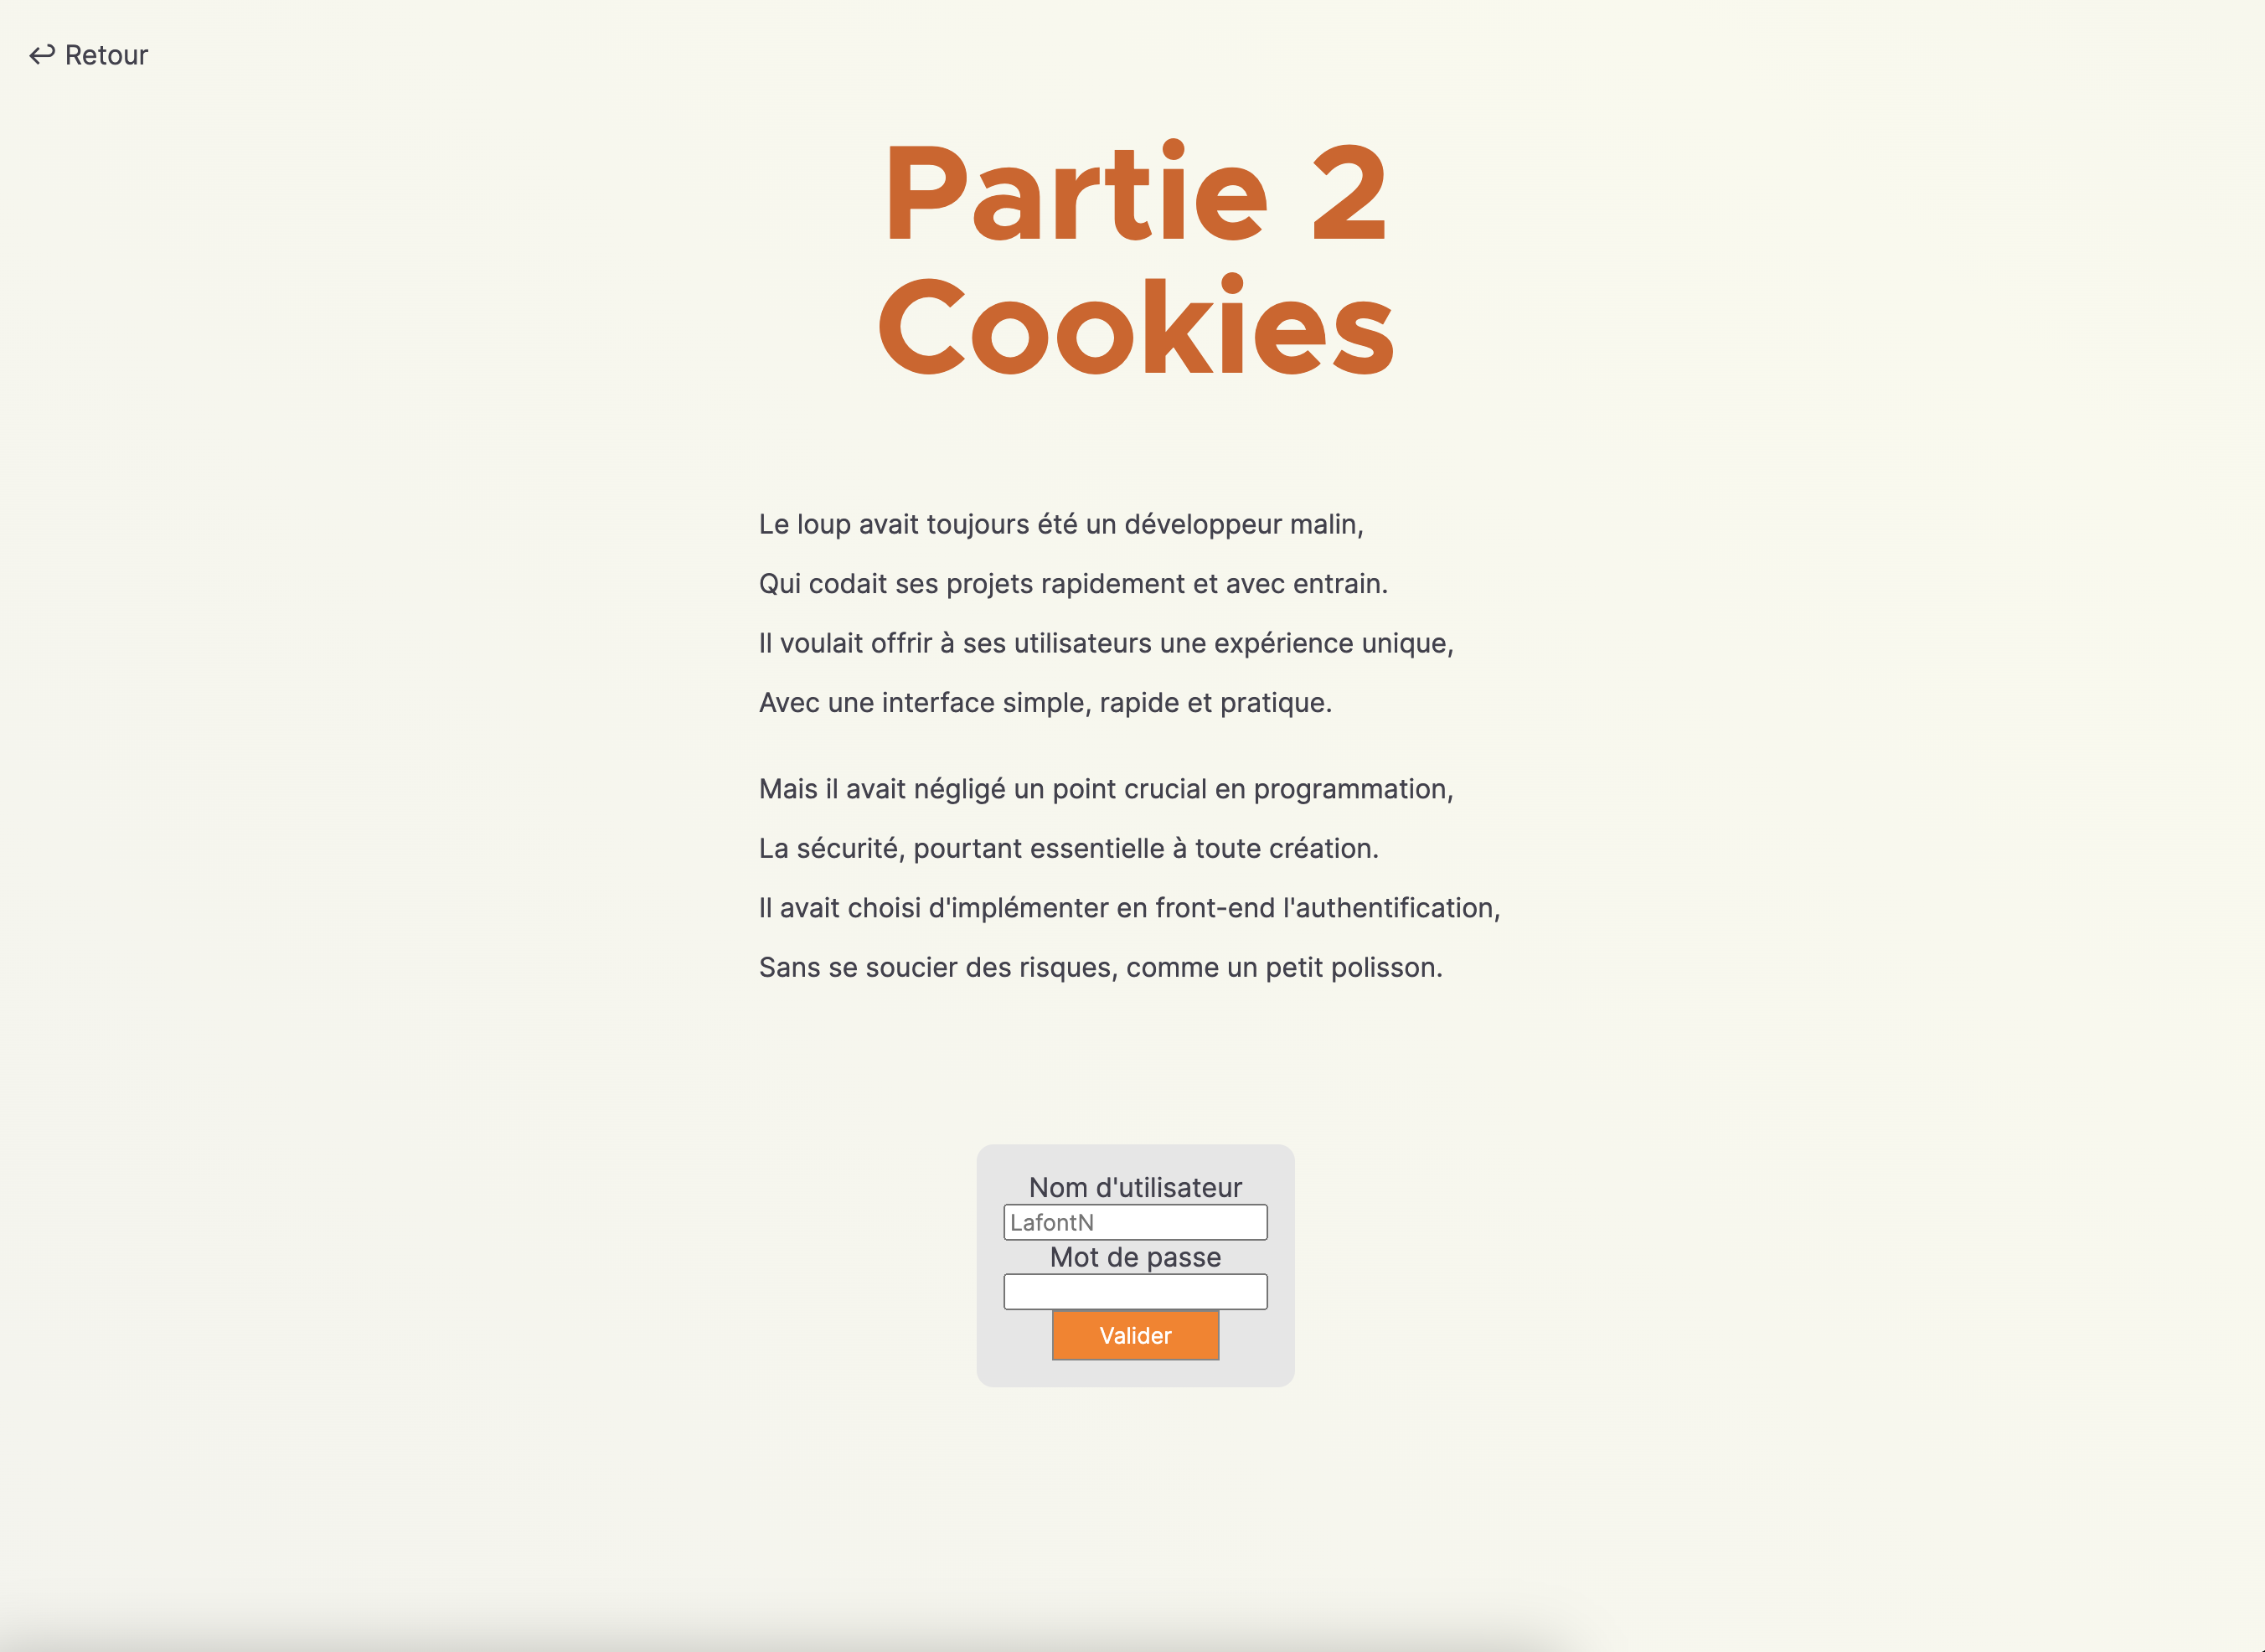 ↩ Retour
Partie 2
Cookies
Le loup avait toujours été un développeur malin,
Qui codait ses projets rapidement et avec entrain.
Il voulait offrir à ses utilisateurs une expérience unique,
Avec une interface simple, rapide et pratique.
Mais il avait négligé un point crucial en programmation,
La sécurité, pourtant essentielle à toute création.
Il avait choisi d'implémenter en front-end l'authentification,
Sans se soucier des risques, comme un petit polisson.
Nom d'utilisateur
LafontN
Mot de passe
Valider